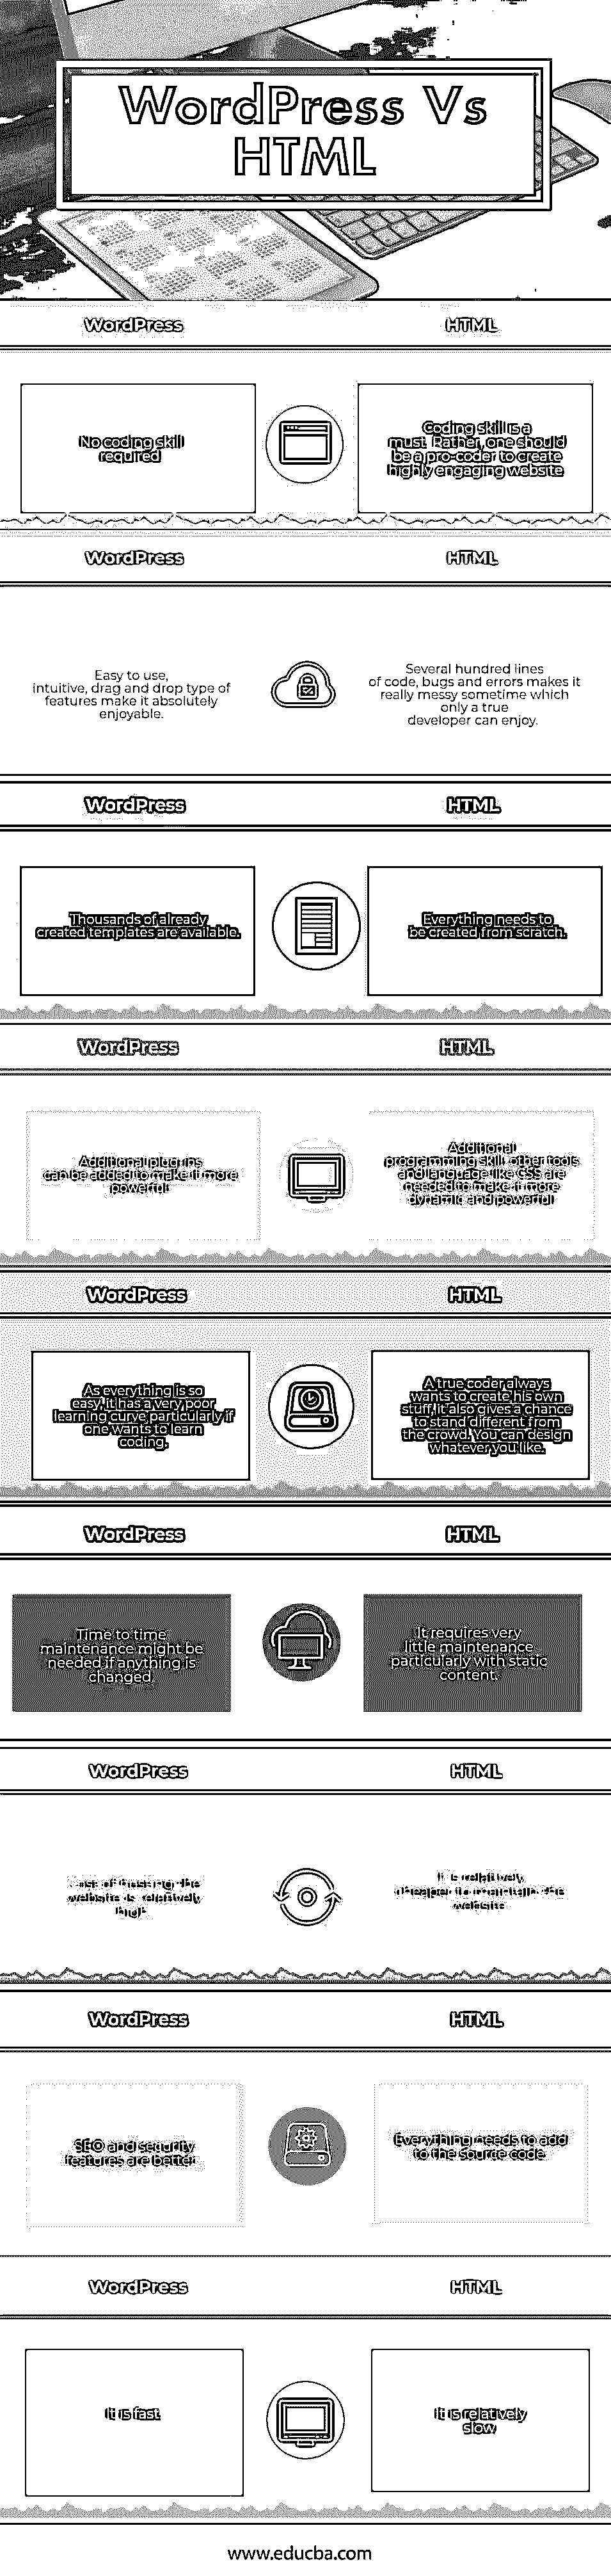 WordPress Vs
HTML
WordPress
HTML
No coding skill
required
Coding skill is a
must. Rather, one should
be a pro-coder to create
highly engaging website
WordPress
HTML
Easy to use,
intuitive, drag and drop type of
features make it absolutely
enjoyable.
Several hundred lines
of code, bugs and errors makes it
really messy sometime which
only a true
developer can enjoy.
WordPress
HTML
Thousands of already
created templates are available.
Everything needs to
be created from scratch.
WordPress
HTML
Additional plug-ins
can be added to make it more
powerful
Additional
programming skill, other tools
and language like CSS are
needed to make it more
dynamic and powerful
WordPress
HTML
As everything is so
easy, it has a very poor
learning curve, particularly if
one wants to learn
coding.
A true coder always
wants to create his own
stuff, it also gives a chance
to stand different from
the crowd. You can design
whatever you like.
WordPress
HTML
Time to time
maintenance might be
needed if anything is
changed.
It requires very
little maintenance
particularly with static
content.
WordPress
HTML
Cost of hosting the
website is relatively
high
It is relatively
cheaper to maintain the
website
WordPress
HTML
SEO and security
features are better
Everything needs to add
to the source code
WordPress
HTML
It is fast
It is relatively
slow
www.educba.com